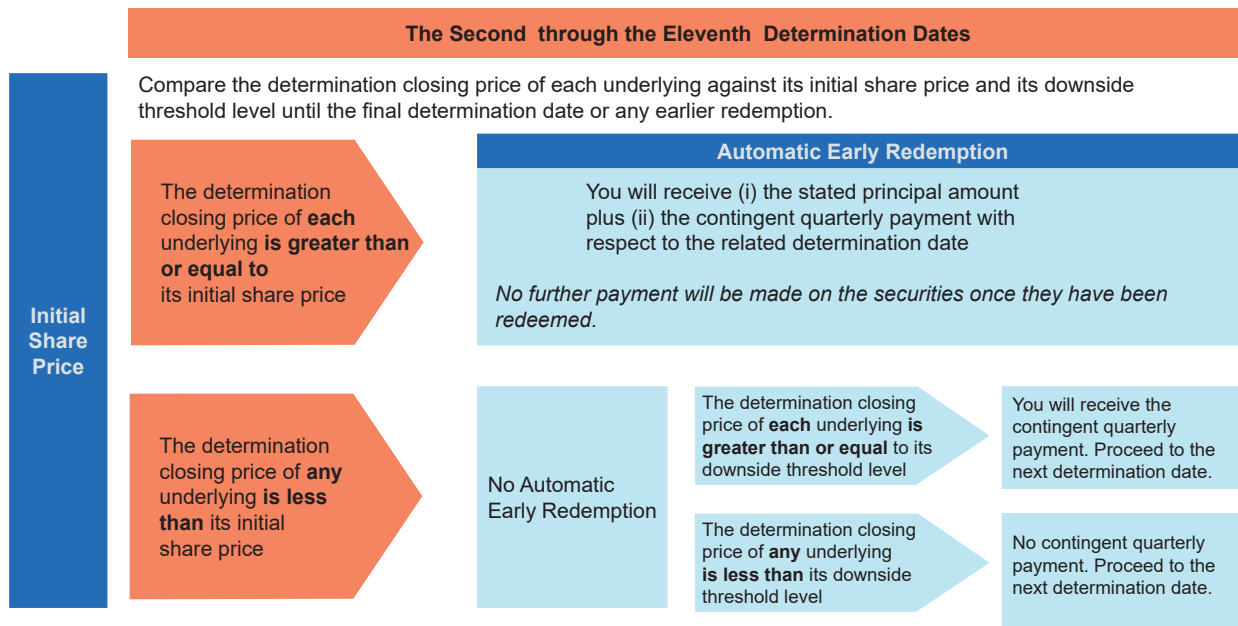 The Second through the Eleventh Determination Dates
Compare the determination closing price of each underlying against its initial share price and its downside
threshold level until the final determination date or any earlier redemption.
Initial
Share
Price
The determination
closing price of each
underlying is greater than
or equal to
its initial share price
Automatic Early Redemption
You will receive (i) the stated principal amount
plus (ii) the contingent quarterly payment with
respect to the related determination date
No further payment will be made on the securities once they have been
redeemed.
The determination
closing price of any
underlying is less
than its initial
share price
No Automatic
Early Redemption
The determination closing
price of each underlying is
greater than or equal to its
downside threshold level
You will receive the
contingent quarterly
payment. Proceed to the
next determination date.
The determination closing
price of any underlying
is less than its downside
threshold level
No contingent quarterly
payment. Proceed to the
next determination date.